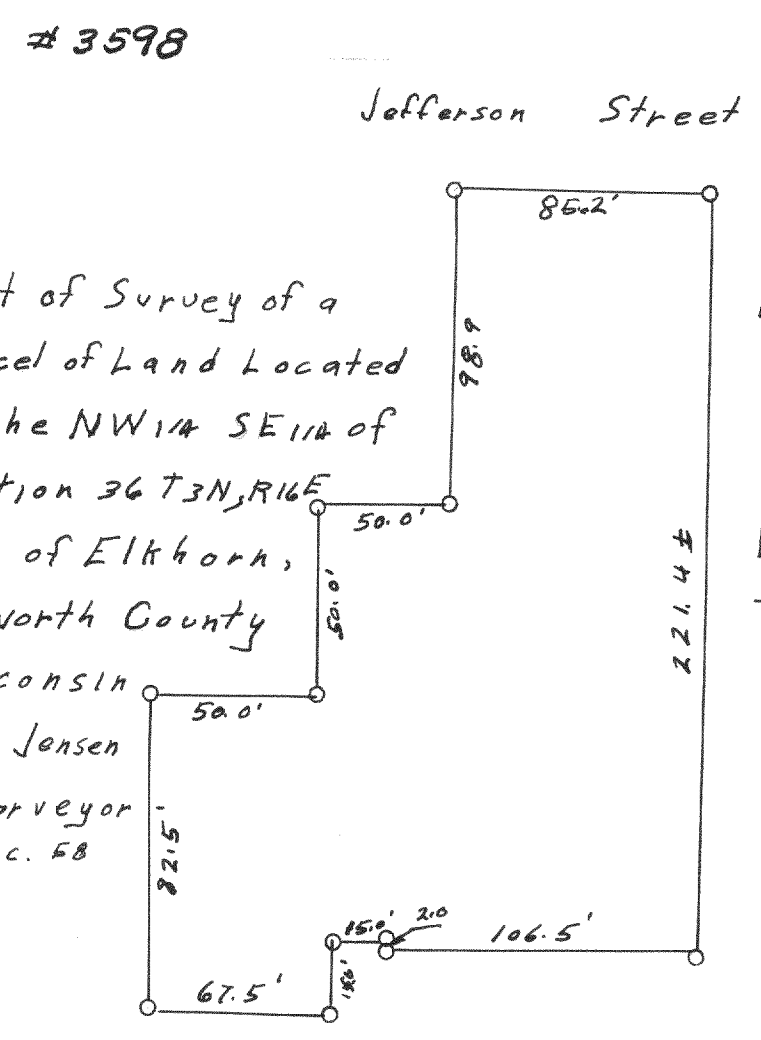 # 3598
Jefferson Street
85.2'
t of Survey of a
98.9
cel of Land Located
he NW1/4 SE1/4 of
tion 36 T3N,R16E
50.0'
of Elkhorn,
221.4±
50.0'
worth County
consin
50.0'
Jensen
urveyor
c. 58
82.5'
15.0' 2.0
106.5'
67.5'